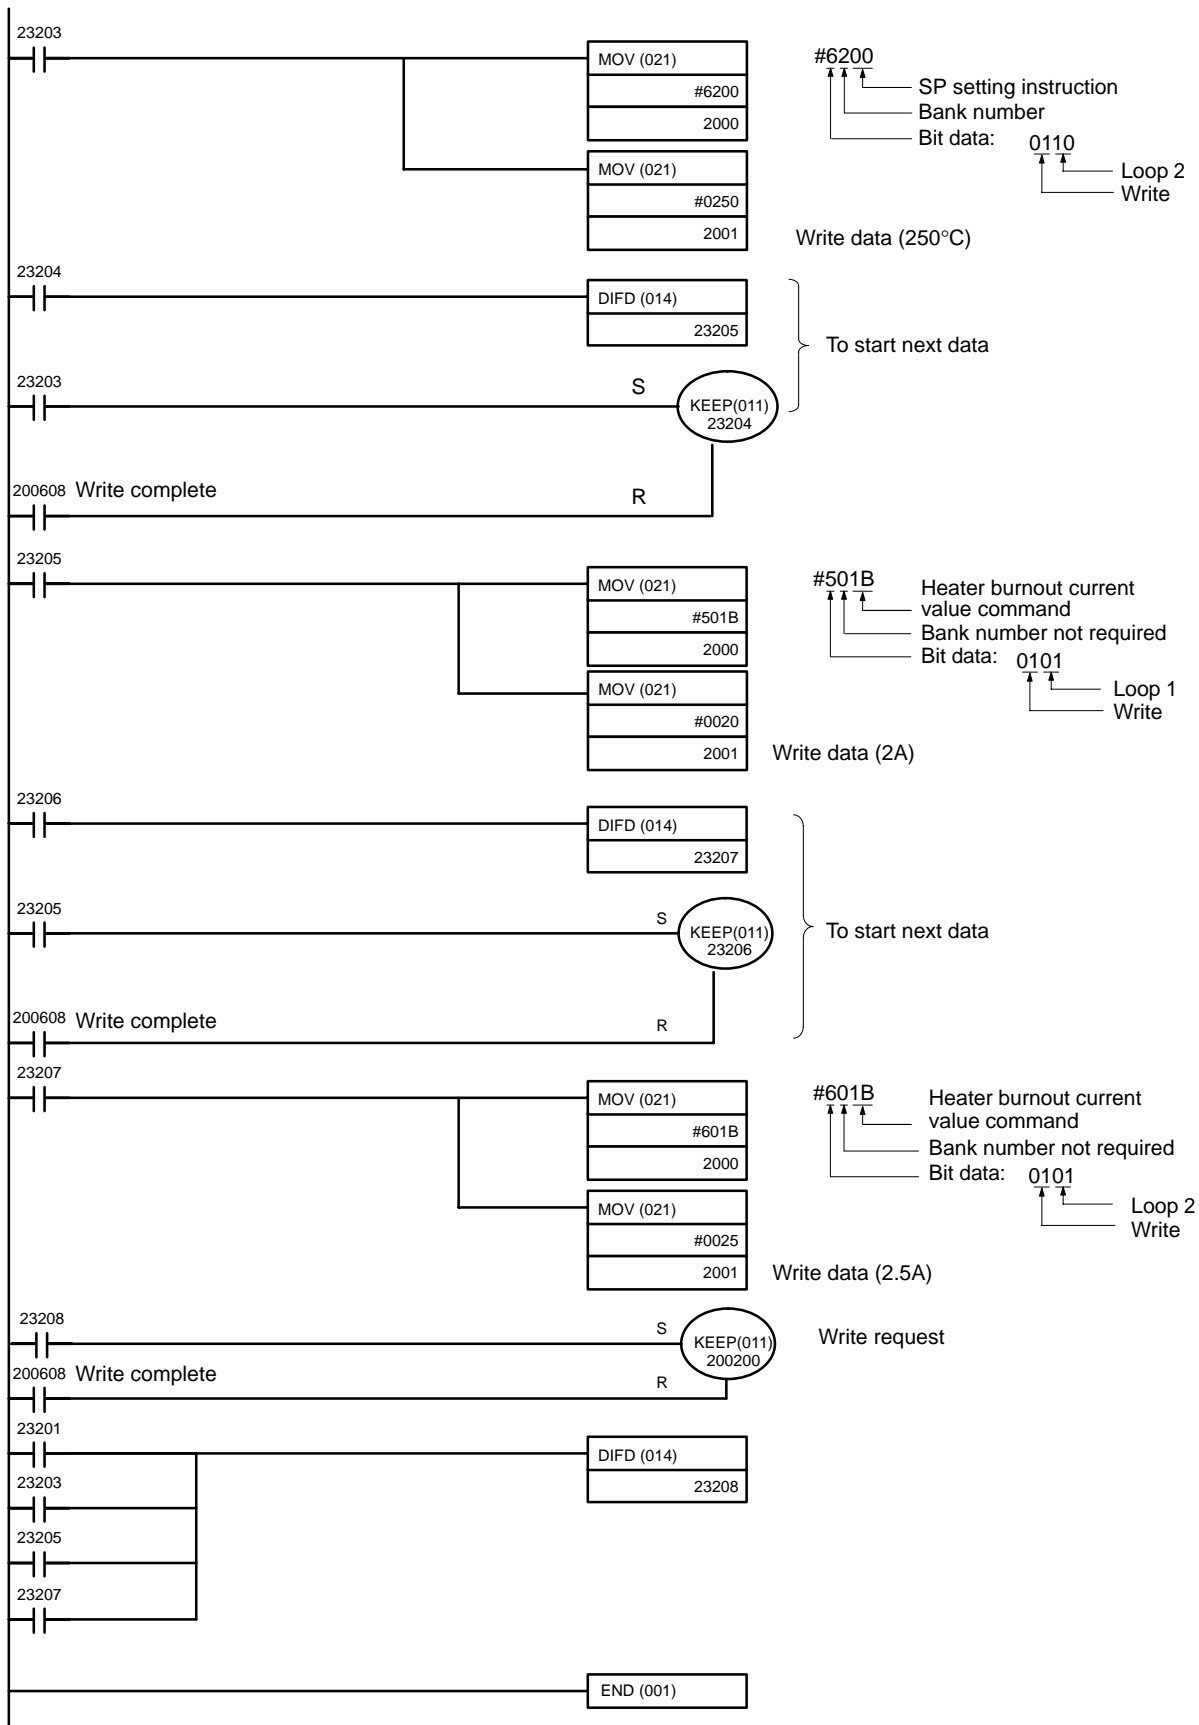 23203
MOV (021)
#6200
2000
#6200
SP setting instruction
Bank number
Bit data: 0110
Loop 2
Write
MOV (021)
#0250
2001
Write data (250°C)
23204
DIFD (014)
23205
To start next data
23203
S
KEEP(011)
23204
200608 Write complete
R
23205
MOV (021)
#501B
2000
#501B
Heater burnout current
value command
Bank number not required
Bit data: 0101
Loop 1
Write
MOV (021)
#0020
2001
Write data (2A)
23206
DIFD (014)
23207
23205
S
KEEP(011)
23206
To start next data
200608 Write complete
R
23207
MOV (021)
#601B
2000
#601B
Heater burnout current
value command
Bank number not required
Bit data: 0101
Loop 2
Write
MOV (021)
#0025
2001
Write data (2.5A)
23208
S
KEEP(011)
200200
Write request
200608 Write complete
R
23201
DIFD (014)
23208
23203
23205
23207
END (001)